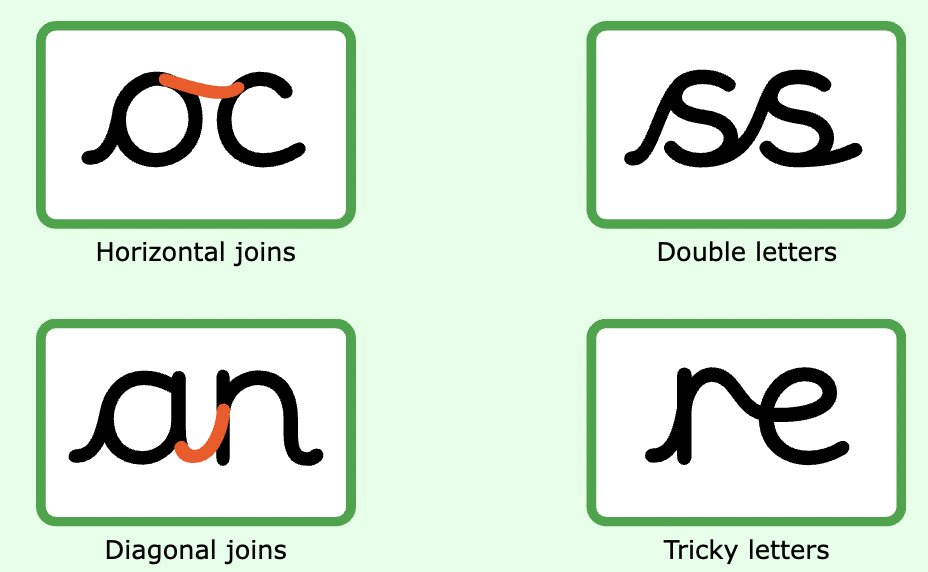 oc
ss
Horizontal joins
Double letters
an
re
Diagonal joins
Tricky letters